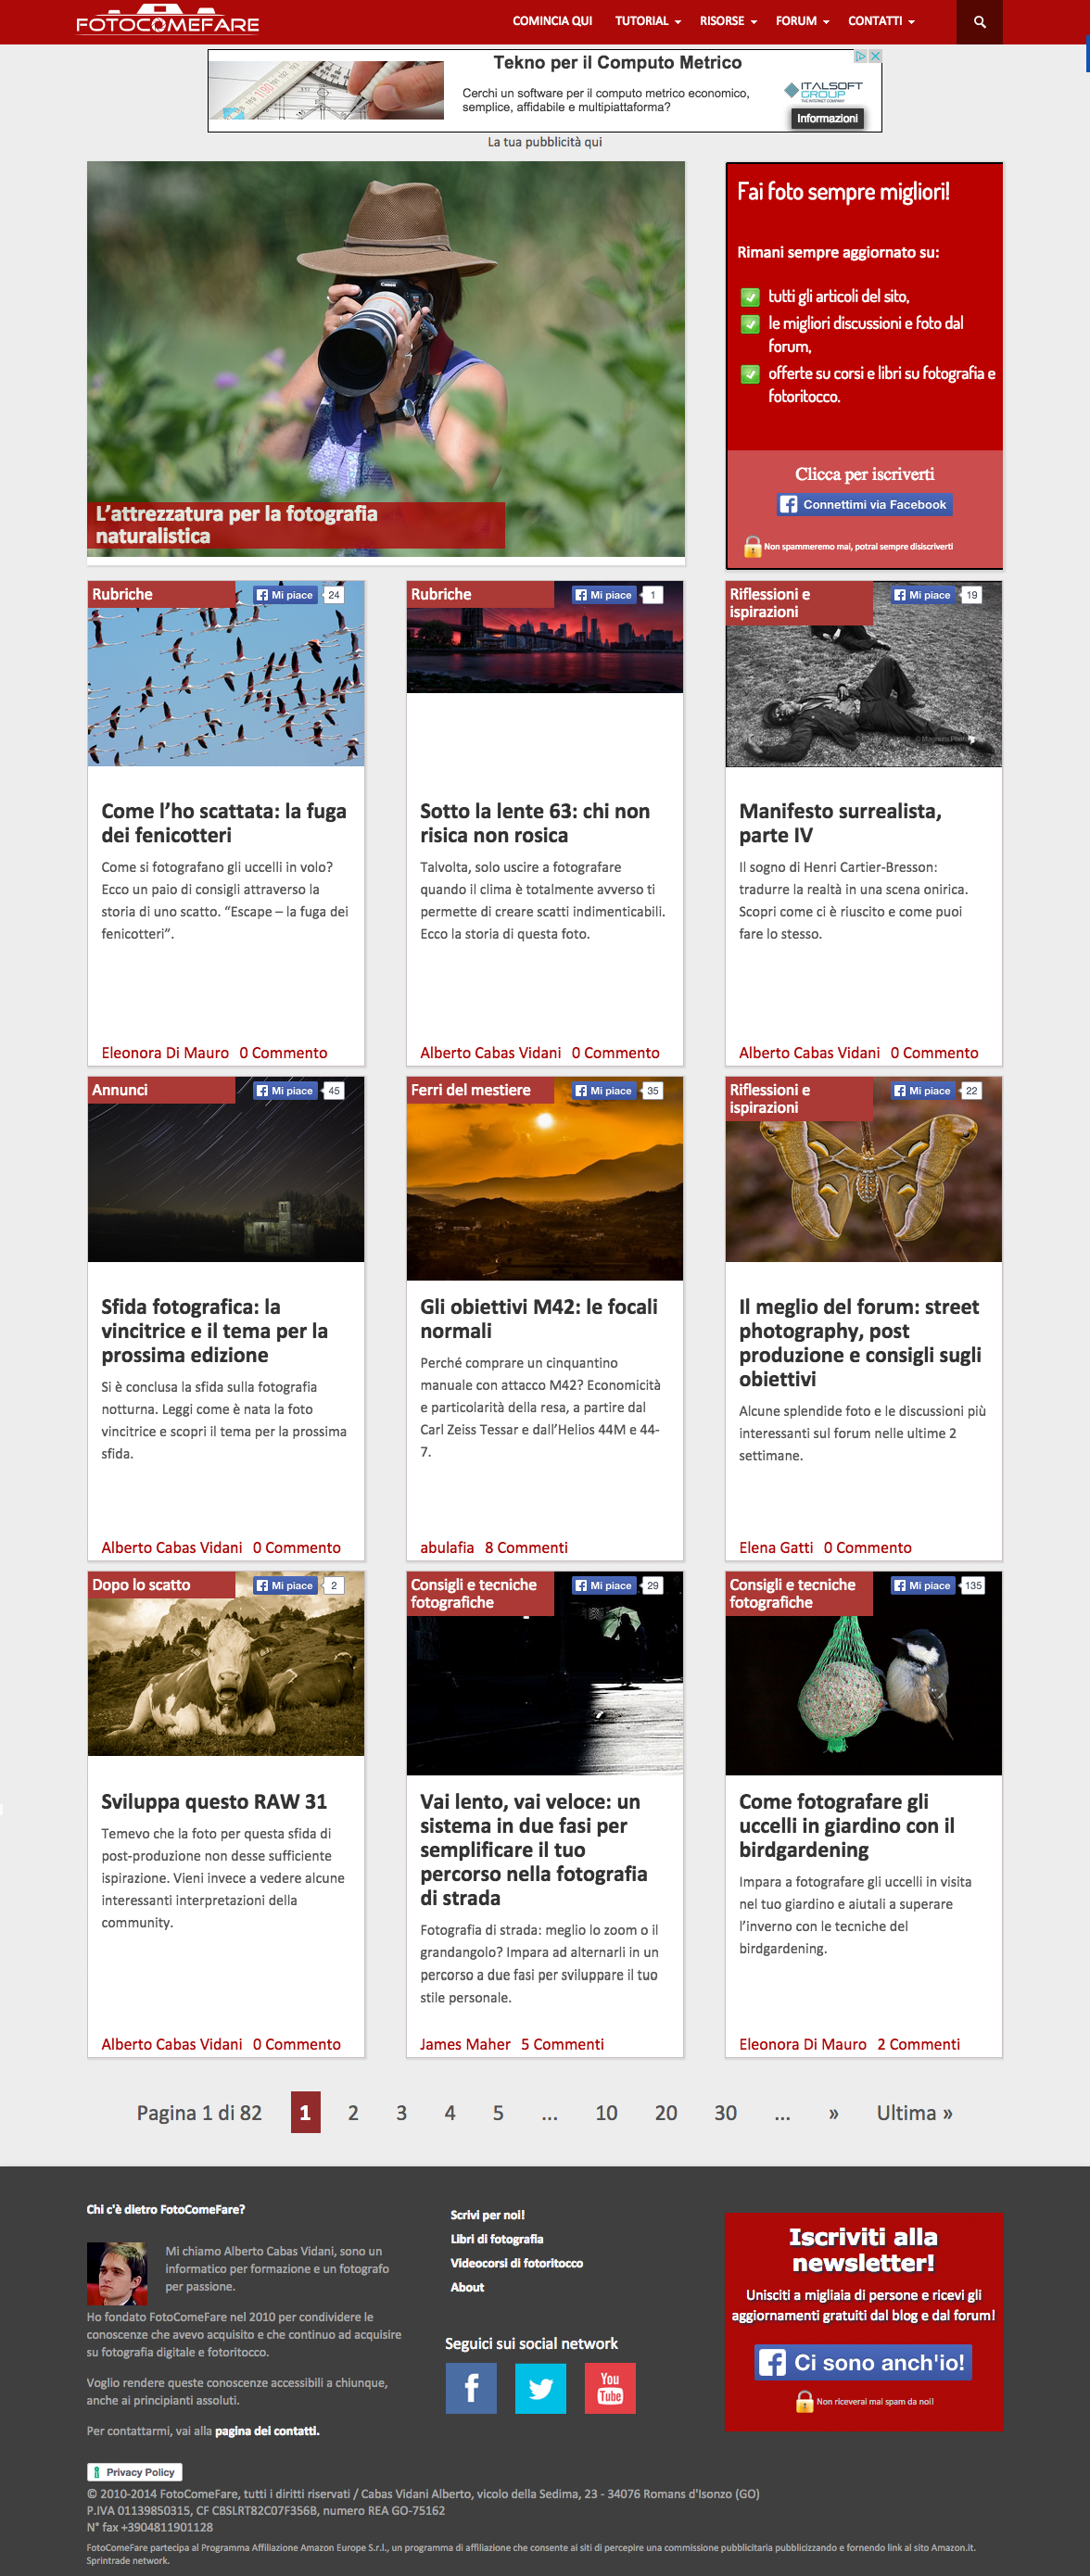 FOTOCOMEFARE
COMINCIA QUI TUTORIAL RISORSE FORUM CONTATTI
Tekno per il Computo Metrico
Cerchi un software per il computo metrico economico,
semplice, affidabile e multipiattaforma?
ITALSOFT
GROUP
THE INTERNET COMPANY
Informazioni
La tua pubblicità qui
L'attrezzatura per la fotografia
naturalistica
Fai foto sempre migliori!
Rimani sempre aggiornato su:
tutti gli articoli del sito,
le migliori discussioni e foto dal
forum,
offerte su corsi e libri su fotografia e
fotoritocco.
Clicca per iscriverti
Connettimi via Facebook
Non spammeremo mai, potrai sempre disiscriverti
Rubriche
Mi piace 24
Come l'ho scattata: la fuga
dei fenicotteri
Come si fotografano gli uccelli in volo?
Ecco un paio di consigli attraverso la
storia di uno scatto. “Escape – la fuga dei
fenicotteri”.
Eleonora Di Mauro 0 Commento
Rubriche
Mi piace 1
Sotto la lente 63: chi non
risica non rosica
Talvolta, solo uscire a fotografare
quando il clima è totalmente avverso ti
permette di creare scatti indimenticabili.
Ecco la storia di questa foto.
Alberto Cabas Vidani 0 Commento
Riflessioni e
ispirazioni
Mi piace 19
© Magnum Photos
Manifesto surrealista,
parte IV
Il sogno di Henri Cartier-Bresson:
tradurre la realtà in una scena onirica.
Scopri come ci è riuscito e come puoi
fare lo stesso.
Alberto Cabas Vidani 0 Commento
Annunci
Mi piace 45
Sfida fotografica: la
vincitrice e il tema per la
prossima edizione
Si è conclusa la sfida sulla fotografia
notturna. Leggi come è nata la foto
vincitrice e scopri il tema per la prossima
sfida.
Alberto Cabas Vidani 0 Commento
Ferri del mestiere
Mi piace 35
Gli obiettivi M42: le focali
normali
Perché comprare un cinquantino
manuale con attacco M42? Economicità
e particolarità della resa, a partire dal
Carl Zeiss Tessar e dall'Helios 44M e 44-
7.
abulafia 8 Commenti
Riflessioni e
ispirazioni
Mi piace 22
Il meglio del forum: street
photography, post
produzione e consigli sugli
obiettivi
Alcune splendide foto e le discussioni più
interessanti sul forum nelle ultime 2
settimane.
Elena Gatti 0 Commento
Dopo lo scatto
Mi piace 2
Sviluppa questo RAW 31
Temevo che la foto per questa sfida di
post-produzione non desse sufficiente
ispirazione. Vieni invece a vedere alcune
interessanti interpretazioni della
community.
Alberto Cabas Vidani 0 Commento
Consigli e tecniche
fotografiche
Mi piace 29
Vai lento, vai veloce: un
sistema in due fasi per
semplificare il tuo
percorso nella fotografia
di strada
Fotografia di strada: meglio lo zoom o il
grandangolo? Impara ad alternarli in un
percorso a due fasi per sviluppare il tuo
stile personale.
James Maher 5 Commenti
Consigli e tecniche
fotografiche
Mi piace 135
Come fotografare gli
uccelli in giardino con il
birdgardening
Impara a fotografare gli uccelli in visita
nel tuo giardino e aiutali a superare
l'inverno con le tecniche del
birdgardening.
Eleonora Di Mauro 2 Commenti
Pagina 1 di 82 1 2 3 4 5 ... 10 20 30 ... » Ultima »
Chi c'è dietro FotoComeFare?
Mi chiamo Alberto Cabas Vidani, sono un
informatico per formazione e un fotografo
per passione.
Ho fondato FotoComeFare nel 2010 per condividere le
conoscenze che avevo acquisito e che continuo ad acquisire
su fotografia digitale e fotoritocco.
Voglio rendere queste conoscenze accessibili a chiunque,
anche ai principianti assoluti.
Per contattarmi, vai alla pagina dei contatti.
Scrivi per noi!
Libri di fotografia
Videocorsi di fotoritocco
About
Seguici sui social network
You
Tube
Iscriviti alla
newsletter!
Unisciti a migliaia di persone e ricevi gli
aggiornamenti gratuiti dal blog e dal forum!
Ci sono anch'io!
Non riceverai mai spam da noi!
Privacy Policy
© 2010-2014 FotoComeFare, tutti i diritti riservati / Cabas Vidani Alberto, vicolo della Sedima, 23 - 34076 Romans d'Isonzo (GO)
P.IVA 01139850315, CF CBSLRT82C07F356B, numero REA GO-75162
N° fax +3904811901128
FotoComeFare partecipa al Programma Affiliazione Amazon Europe S.r.l., un programma di affiliazione che consente ai siti di percepire una commissione pubblicitaria pubblicizzando e fornendo link al sito Amazon.it.
Sprintrade network.